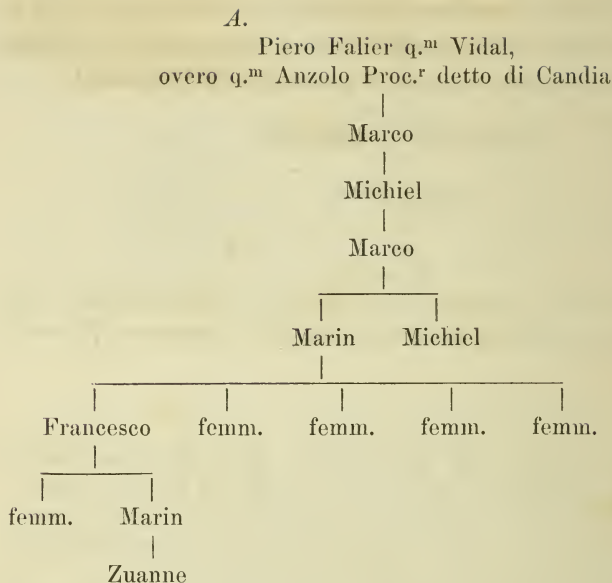 A.
Piero Falier q.ᵐ Vidal,
overo q.ᵐ Anzolo Proc.ʳ detto di Candia
Marco
Michiel
Marco
Marin Michiel
Francesco femm. femm. femm. femm.
femm. Marin
Zuanne